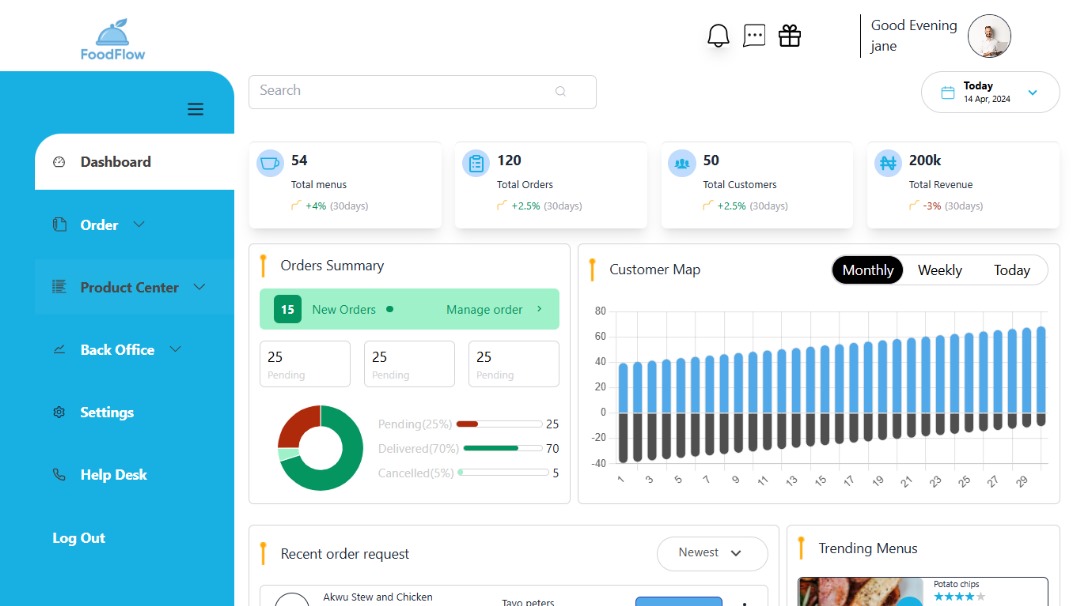 FoodFlow
Good Evening
jane
Search
Today
14 Apr, 2024
Dashboard
Order
Product Center
Back Office
Settings
Help Desk
Log Out
54
Total menus
+4% (30days)
120
Total Orders
+2.5% (30days)
50
Total Customers
+2.5% (30days)
200k
Total Revenue
-3% (30days)
Orders Summary
15 New Orders Manage order
25
Pending
25
Pending
25
Pending
Pending(25%) 25
Delivered(70%) 70
Cancelled(5%) 5
Customer Map
Monthly Weekly Today
80
60
40
20
0
-20
-40
1 3 5 7 9 11 13 15 17 19 21 23 25 27 29
Recent order request
Newest
Akwu Stew and Chicken
Tayo peters
Trending Menus
Potato chips